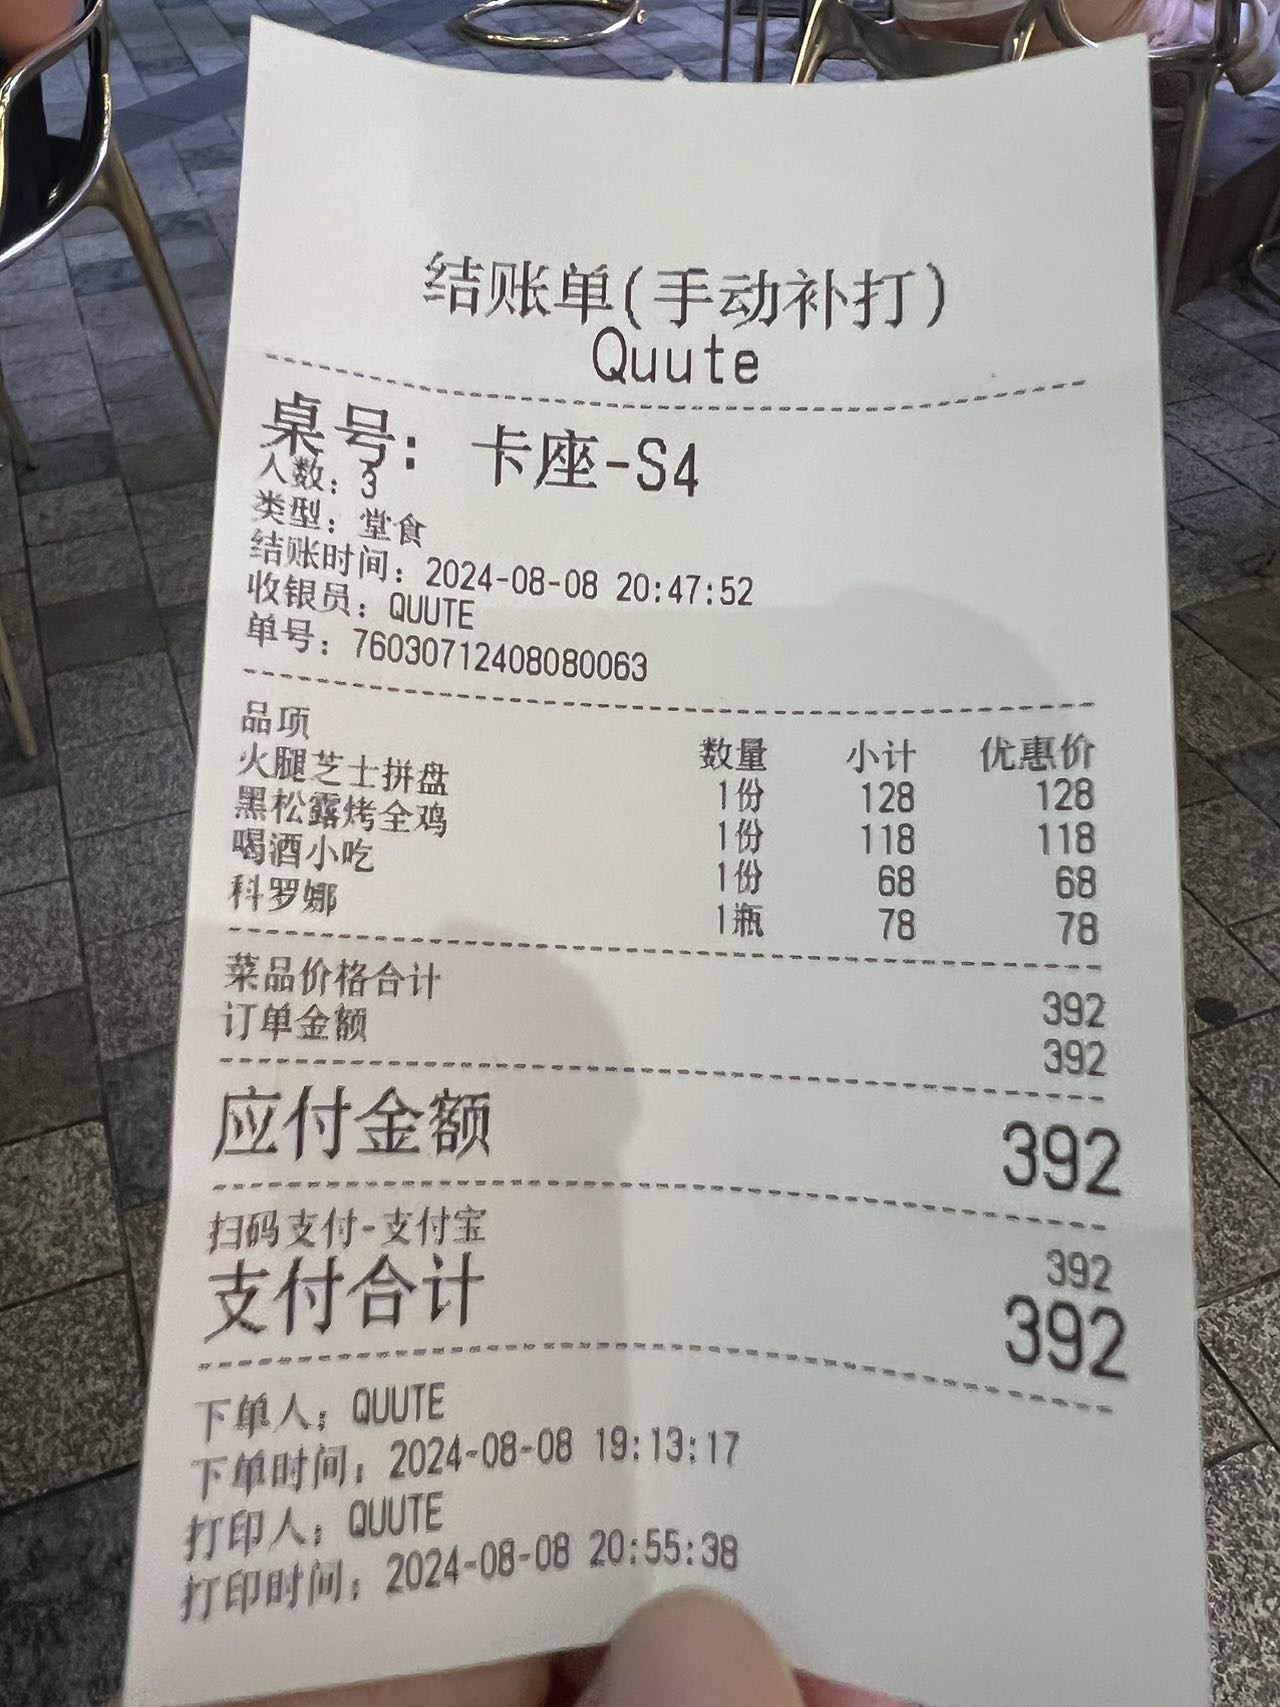 结账单(手动补打)
Quute
桌号: 卡座-S4
人数: 3
类型: 堂食
结账时间: 2024-08-08 20:47:52
收银员: QUUTE
单号: 76030712408080063
品项 数量 小计 优惠价
火腿芝士拼盘 1份 128 128
黑松露烤全鸡 1份 118 118
喝酒小吃 1份 68 68
科罗娜 1瓶 78 78
菜品价格合计 392
订单金额 392
应付金额 392
扫码支付-支付宝 392
支付合计 392
下单人: QUUTE
下单时间: 2024-08-08 19:13:17
打印人: QUUTE
打印时间: 2024-08-08 20:55:38